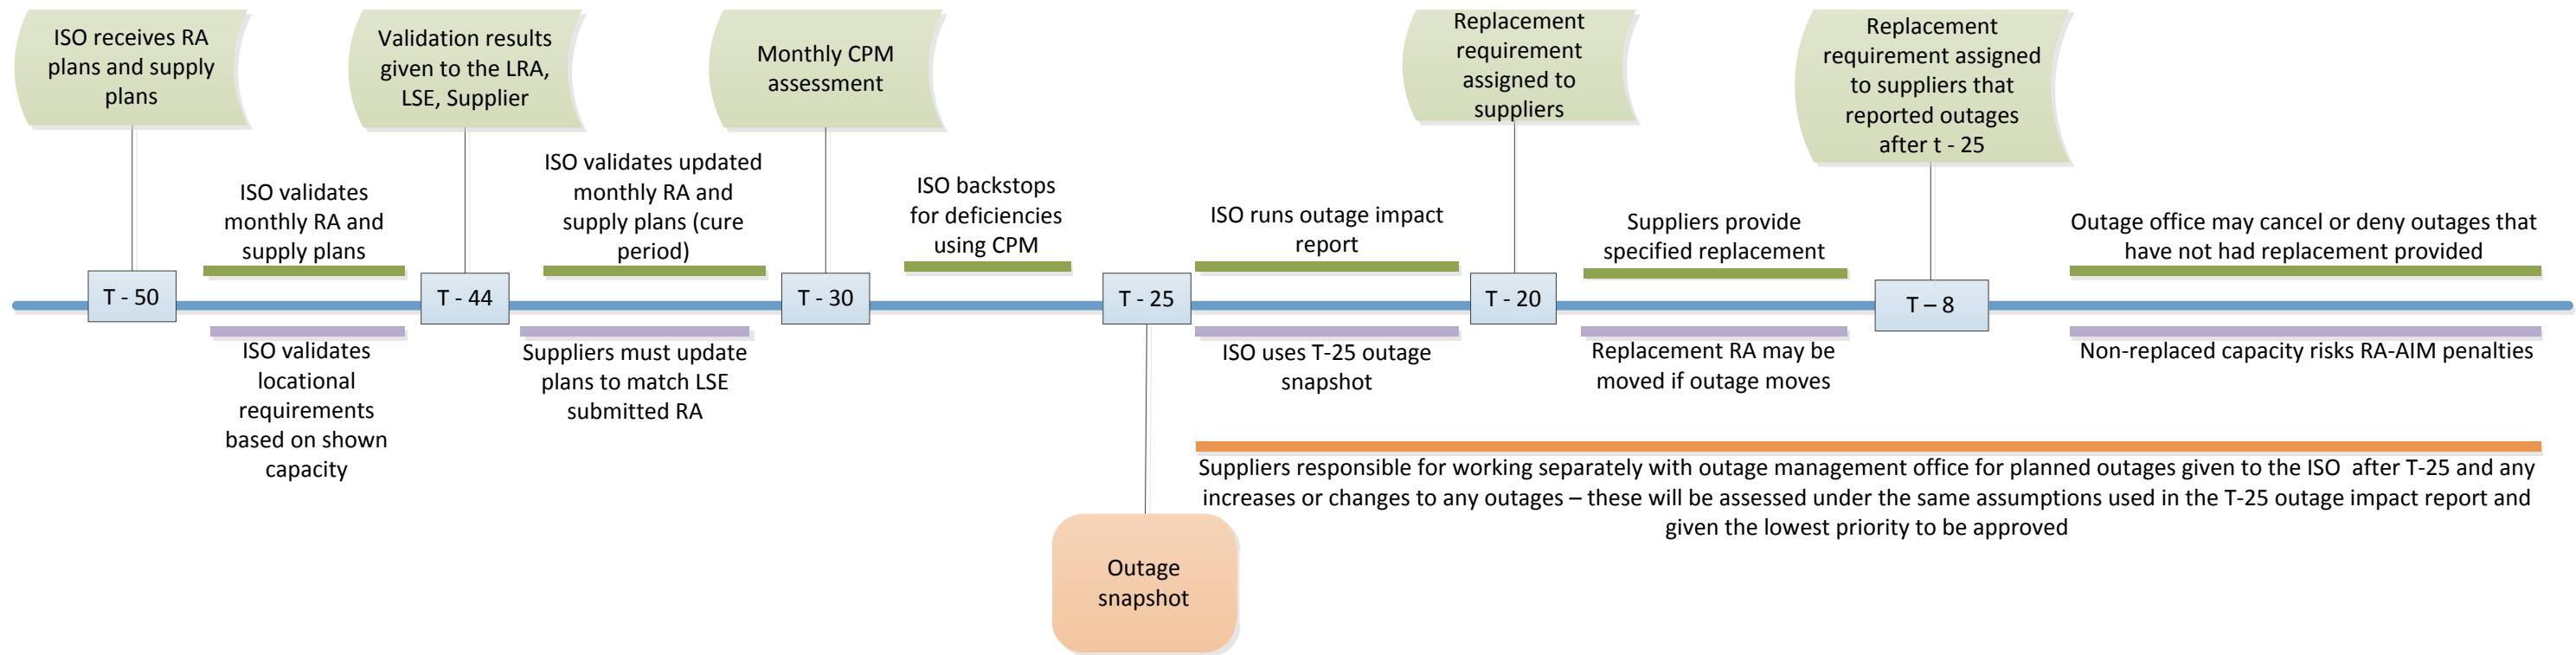 ISO receives RA
plans and supply
plans
Validation results
given to the LRA,
LSE, Supplier
Monthly CPM
assessment
Replacement
requirement
assigned to
suppliers
Replacement
requirement assigned
to suppliers that
reported outages
after t - 25
ISO validates
monthly RA and
supply plans
ISO validates updated
monthly RA and
supply plans (cure
period)
ISO backstops
for deficiencies
using CPM
ISO runs outage impact
report
Suppliers provide
specified replacement
Outage office may cancel or deny outages that
have not had replacement provided
T - 50
T - 44
T - 30
T - 25
T - 20
T – 8
ISO validates
locational
requirements
based on shown
capacity
Suppliers must update
plans to match LSE
submitted RA
ISO uses T-25 outage
snapshot
Replacement RA may be
moved if outage moves
Non-replaced capacity risks RA-AIM penalties
Suppliers responsible for working separately with outage management office for planned outages given to the ISO  after T-25 and any
increases or changes to any outages – these will be assessed under the same assumptions used in the T-25 outage impact report and
given the lowest priority to be approved
Outage
snapshot